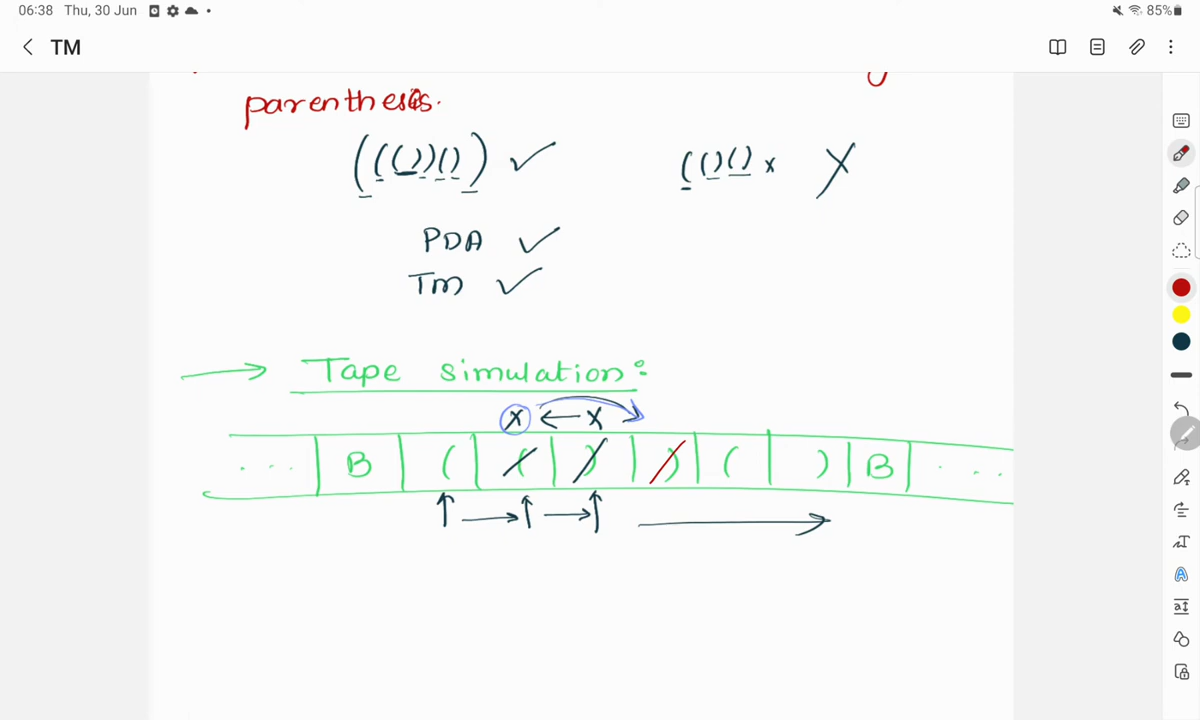 06:38 Thu, 30 Jun 85%
TM
parenthesis.
((())()) ✓ (()() x X
PDA ✓
Tm ✓
→ Tape simulation:
x ← x
... B ( ( ) ) ( ) B ...